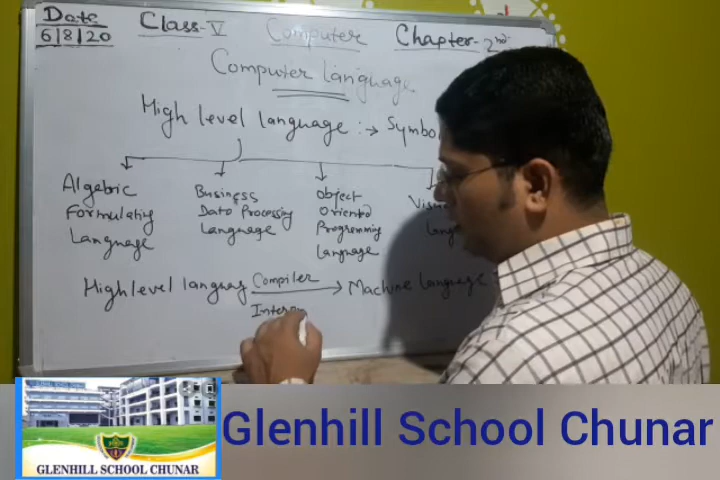 Date Class-V Computer Chapter-2nd
6/8/20
Computer Language
High level language :→ Symbol
Algebric Formulating Language
Business Data Processing Language
Object Oriented Programming Language
High level languag Compiler → Machine Language
GLENHILL SCHOOL CHUNAR
Glenhill School Chunar